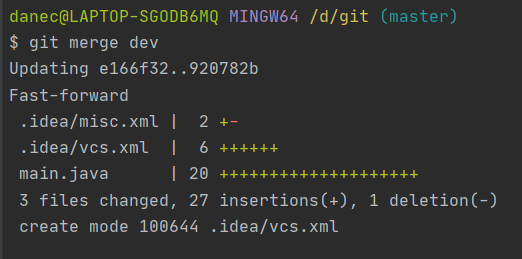 danec@LAPTOP-SGODB6MQ MINGW64 /d/git (master)
$ git merge dev
Updating e166f32..920782b
Fast-forward
 .idea/misc.xml |  2 +-
 .idea/vcs.xml  |  6 ++++++
 main.java      | 20 ++++++++++++++++++++
 3 files changed, 27 insertions(+), 1 deletion(-)
 create mode 100644 .idea/vcs.xml